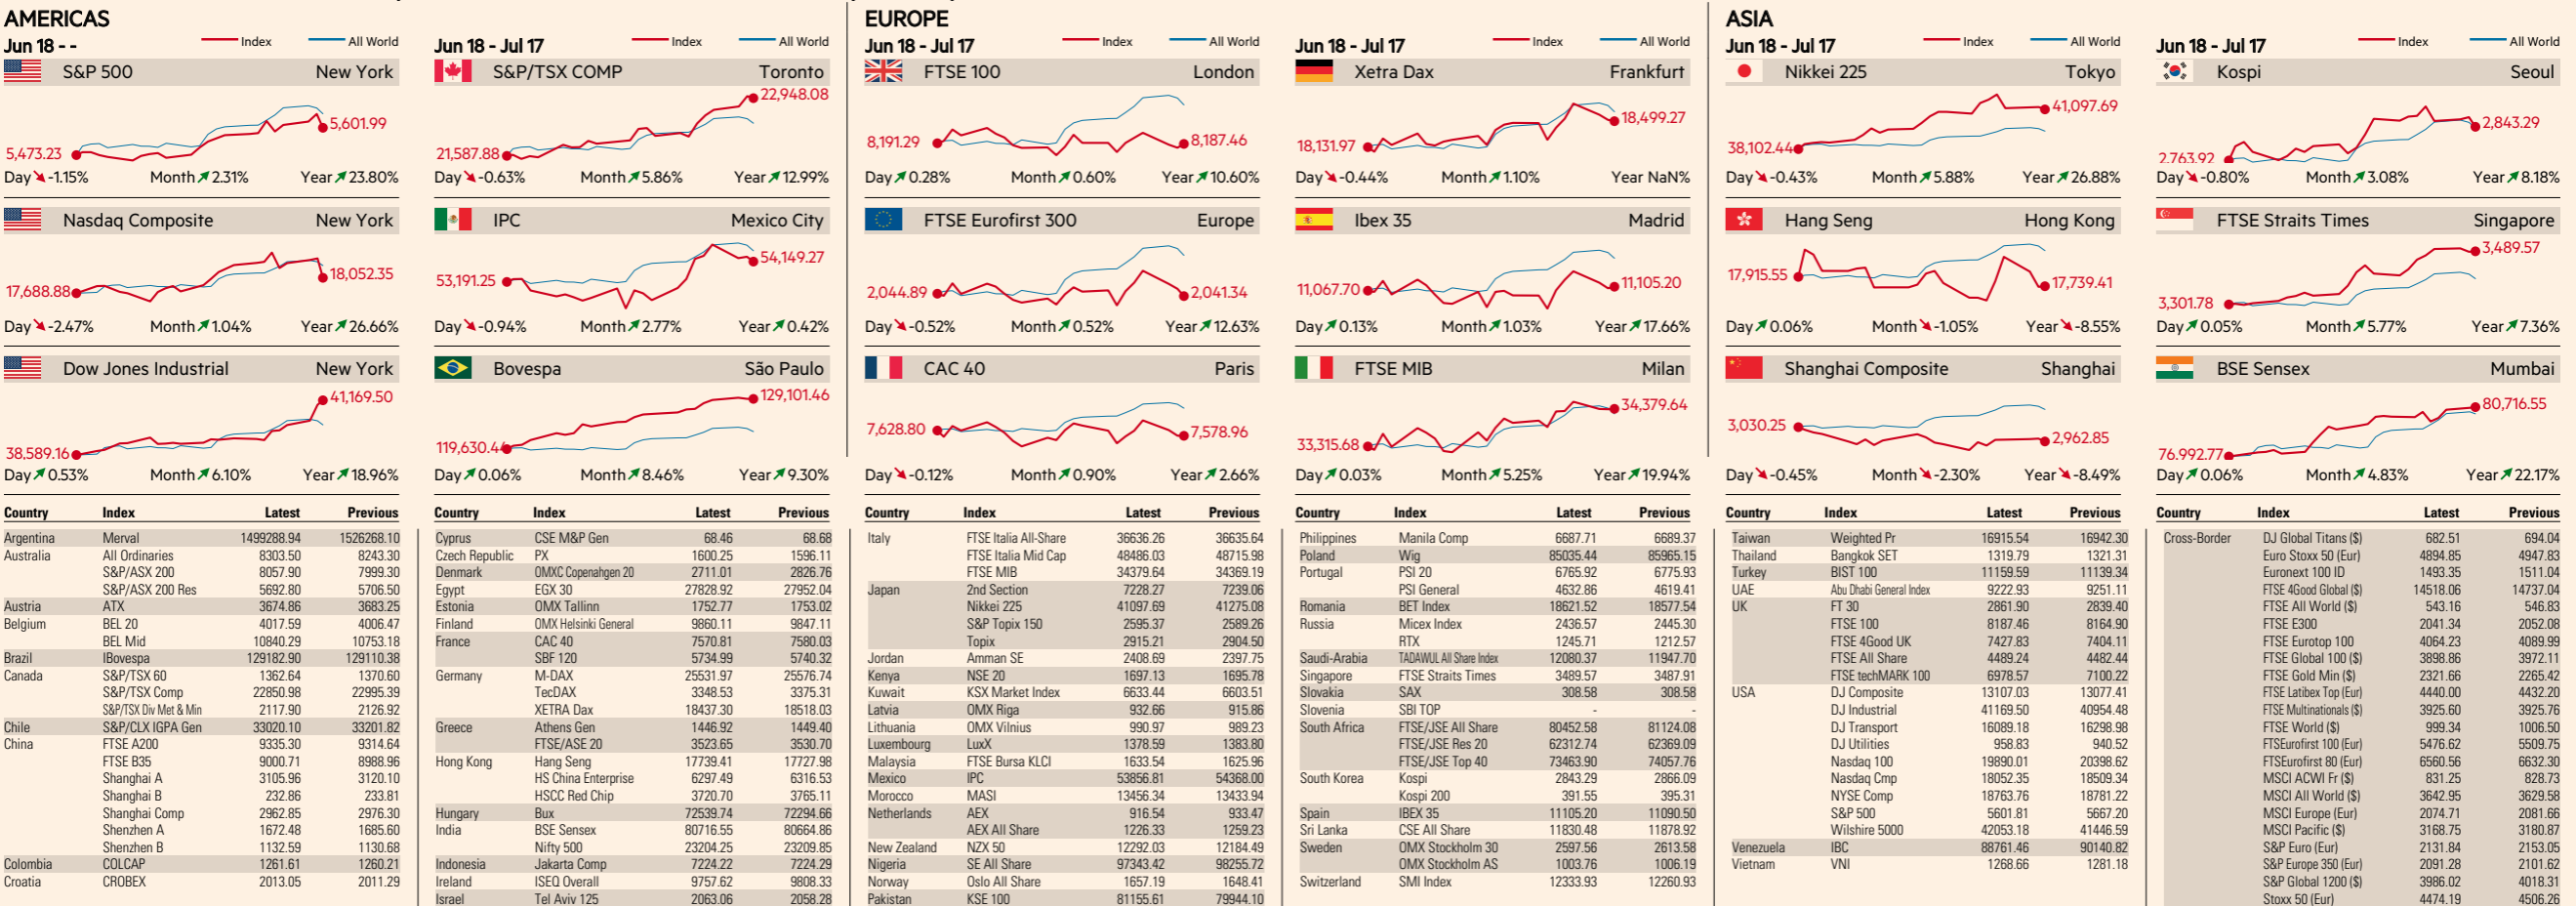 AMERICAS
Jun 18 - -
Index
All World
S&P 500
New York
5,473.23
5,601.99
Day -1.15%
Month 2.31%
Year 23.80%
Nasdaq Composite
New York
17,688.88
18,052.35
Day -2.47%
Month 1.04%
Year 26.66%
Dow Jones Industrial
New York
38,589.16
41,169.50
Day 0.53%
Month 6.10%
Year 18.96%
Jun 18 - Jul 17
Index
All World
S&P/TSX COMP
Toronto
21,587.88
22,948.08
Day -0.63%
Month 5.86%
Year 12.99%
IPC
Mexico City
53,191.25
54,149.27
Day -0.94%
Month 2.77%
Year 0.42%
Bovespa
São Paulo
119,630.44
129,101.46
Day 0.06%
Month 8.46%
Year 9.30%
EUROPE
Jun 18 - Jul 17
Index
All World
FTSE 100
London
8,191.29
8,187.46
Day 0.28%
Month 0.60%
Year 10.60%
FTSE Eurofirst 300
Europe
2,044.89
2,041.34
Day -0.52%
Month 0.52%
Year 12.63%
CAC 40
Paris
7,628.80
7,578.96
Day -0.12%
Month 0.90%
Year 2.66%
Jun 18 - Jul 17
Index
All World
Xetra Dax
Frankfurt
18,131.97
18,499.27
Day -0.44%
Month 1.10%
Year NaN%
Ibex 35
Madrid
11,067.70
11,105.20
Day 0.13%
Month 1.03%
Year 17.66%
FTSE MIB
Milan
33,315.68
34,379.64
Day 0.03%
Month 5.25%
Year 19.94%
ASIA
Jun 18 - Jul 17
Index
All World
Nikkei 225
Tokyo
38,102.44
41,097.69
Day -0.43%
Month 5.88%
Year 26.88%
Hang Seng
Hong Kong
17,915.55
17,739.41
Day 0.06%
Month -1.05%
Year -8.55%
Shanghai Composite
Shanghai
3,030.25
2,962.85
Day -0.45%
Month -2.30%
Year -8.49%
Jun 18 - Jul 17
Index
All World
Kospi
Seoul
2,763.92
2,843.29
Day -0.80%
Month 3.08%
Year 8.18%
FTSE Straits Times
Singapore
3,301.78
3,489.57
Day 0.05%
Month 5.77%
Year 7.36%
BSE Sensex
Mumbai
76,992.77
80,716.55
Day 0.06%
Month 4.83%
Year 22.17%
Country Index Latest Previous
Argentina Merval 1499288.94 1526268.10
Australia All Ordinaries 8303.50 8243.30
S&P/ASX 200 8057.90 7999.30
S&P/ASX 200 Res 5692.80 5706.50
Austria ATX 3674.86 3683.25
Belgium BEL 20 4017.59 4006.47
BEL Mid 10840.29 10753.18
Brazil IBovespa 129182.90 129110.38
Canada S&P/TSX 60 1362.64 1370.60
S&P/TSX Comp 22850.98 22995.39
S&P/TSX Div Met & Min 2117.90 2126.92
Chile S&P/CLX IGPA Gen 33020.10 33201.82
China FTSE A200 9335.30 9314.64
FTSE B35 9000.71 8988.96
Shanghai A 3105.96 3120.10
Shanghai B 232.86 233.81
Shanghai Comp 2962.85 2976.30
Shenzhen A 1672.48 1685.60
Shenzhen B 1132.59 1130.68
Colombia COLCAP 1261.61 1260.21
Croatia CROBEX 2013.05 2011.29
Country Index Latest Previous
Cyprus CSE M&P Gen 68.46 68.68
Czech Republic PX 1600.25 1596.11
Denmark OMXC Copenahgen 20 2711.01 2826.76
Egypt EGX 30 27828.92 27952.04
Estonia OMX Tallinn 1752.77 1753.02
Finland OMX Helsinki General 9860.11 9847.11
France CAC 40 7570.81 7580.03
SBF 120 5734.99 5740.32
Germany M-DAX 25531.97 25576.74
TecDAX 3348.53 3375.31
XETRA Dax 18437.30 18518.03
Greece Athens Gen 1446.92 1449.40
FTSE/ASE 20 3523.65 3530.70
Hong Kong Hang Seng 17739.41 17727.98
HS China Enterprise 6297.49 6316.53
HSCC Red Chip 3720.70 3765.11
Hungary Bux 72539.74 72294.66
India BSE Sensex 80716.55 80664.86
Nifty 500 23204.25 23209.85
Indonesia Jakarta Comp 7224.22 7224.29
Ireland ISEQ Overall 9757.62 9808.33
Israel Tel Aviv 125 2063.06 2058.28
Country Index Latest Previous
Italy FTSE Italia All-Share 36636.26 36635.64
FTSE Italia Mid Cap 48486.03 48715.98
FTSE MIB 34379.64 34369.19
Japan 2nd Section 7228.27 7239.06
Nikkei 225 41097.69 41275.08
S&P Topix 150 2595.37 2589.26
Topix 2915.21 2904.50
Jordan Amman SE 2408.69 2397.75
Kenya NSE 20 1697.13 1695.78
Kuwait KSX Market Index 6633.44 6603.51
Latvia OMX Riga 932.66 915.86
Lithuania OMX Vilnius 990.97 989.23
Luxembourg LuxX 1378.59 1383.80
Malaysia FTSE Bursa KLCI 1633.54 1625.96
Mexico IPC 53856.81 54368.00
Morocco MASI 13456.34 13433.94
Netherlands AEX 916.54 933.47
AEX All Share 1226.33 1259.23
New Zealand NZX 50 12292.03 12184.49
Nigeria SE All Share 97343.42 98255.72
Norway Oslo All Share 1657.19 1648.41
Pakistan KSE 100 81155.61 79944.10
Country Index Latest Previous
Philippines Manila Comp 6687.71 6689.37
Poland Wig 85035.44 85965.15
Portugal PSI 20 6765.92 6775.93
PSI General 4632.86 4619.41
Romania BET Index 18621.52 18577.54
Russia Micex Index 2436.57 2445.30
RTX 1245.71 1212.57
Saudi-Arabia TADAWUL All Share Index 12080.37 11947.70
Singapore FTSE Straits Times 3489.57 3487.91
Slovakia SAX 308.58 308.58
Slovenia SBI TOP - -
South Africa FTSE/JSE All Share 80452.58 81124.08
FTSE/JSE Res 20 62312.74 62369.09
FTSE/JSE Top 40 73463.90 74057.76
South Korea Kospi 2843.29 2866.09
Kospi 200 391.55 395.31
Spain IBEX 35 11105.20 11090.50
Sri Lanka CSE All Share 11830.48 11878.92
Sweden OMX Stockholm 30 2597.56 2613.58
OMX Stockholm AS 1003.76 1006.19
Switzerland SMI Index 12333.93 12260.93
Country Index Latest Previous
Taiwan Weighted Pr 16915.54 16942.30
Thailand Bangkok SET 1319.79 1321.31
Turkey BIST 100 11159.59 11139.34
UAE Abu Dhabi General Index 9222.93 9251.11
UK FT 30 2861.90 2839.40
FTSE 100 8187.46 8164.90
FTSE 4Good UK 7427.83 7404.11
FTSE All Share 4489.24 4482.44
FTSE techMARK 100 6978.57 7100.22
USA DJ Composite 13107.03 13077.41
DJ Industrial 41169.50 40954.48
DJ Transport 16089.18 16298.98
DJ Utilities 958.83 940.52
Nasdaq 100 19890.01 20398.62
Nasdaq Cmp 18052.35 18509.34
NYSE Comp 18763.76 18781.22
S&P 500 5601.81 5667.20
Wilshire 5000 42053.18 41446.59
Venezuela IBC 88761.46 90140.82
Vietnam VNI 1268.66 1281.18
Country Index Latest Previous
Cross-Border DJ Global Titans ($) 682.51 694.04
Euro Stoxx 50 (Eur) 4894.85 4947.83
Euronext 100 ID 1493.35 1511.04
FTSE 4Good Global ($) 14518.06 14737.04
FTSE All World ($) 543.16 546.83
FTSE E300 2041.34 2052.08
FTSE Eurotop 100 4064.23 4089.99
FTSE Global 100 ($) 3898.86 3972.11
FTSE Gold Min ($) 2321.66 2265.42
FTSE Latibex Top (Eur) 4440.00 4432.20
FTSE Multinationals ($) 3925.60 3925.76
FTSE World ($) 999.34 1006.50
FTSEurofirst 100 (Eur) 5476.62 5509.75
FTSEurofirst 80 (Eur) 6560.56 6632.30
MSCI ACWI Fr ($) 831.25 828.73
MSCI All World ($) 3642.95 3629.58
MSCI Europe (Eur) 2074.71 2081.66
MSCI Pacific ($) 3168.75 3180.87
S&P Euro (Eur) 2131.84 2153.05
S&P Europe 350 (Eur) 2091.28 2101.62
S&P Global 1200 ($) 3986.02 4018.31
Stoxx 50 (Eur) 4474.19 4506.26